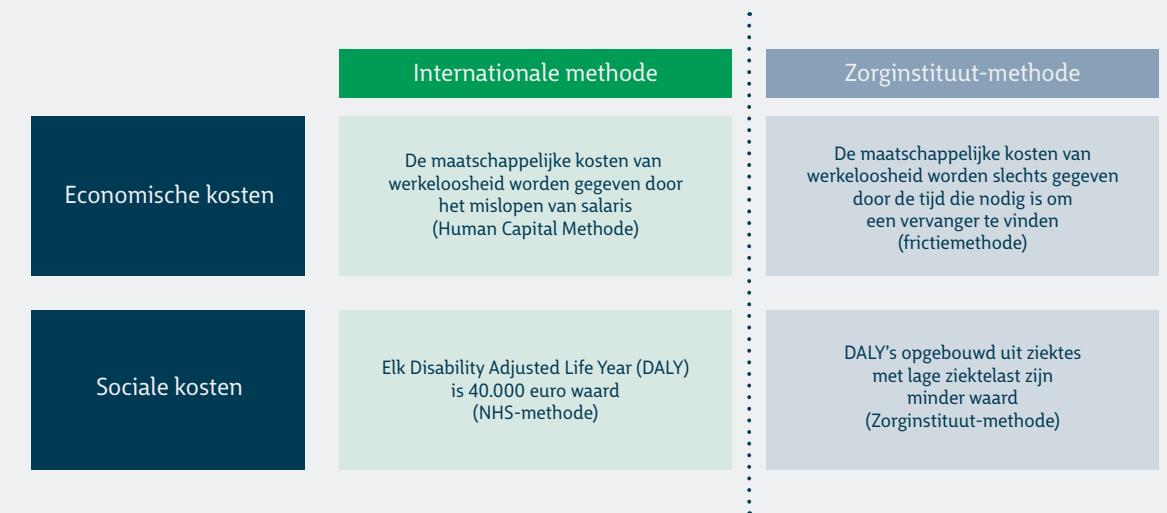 Internationale methode
Zorginstituut-methode
Economische kosten
De maatschappelijke kosten van
werkeloosheid worden gegeven door
het mislopen van salaris
(Human Capital Methode)
De maatschappelijke kosten van
werkeloosheid worden slechts gegeven
door de tijd die nodig is om
een vervanger te vinden
(frictiemethode)
Sociale kosten
Elk Disability Adjusted Life Year (DALY)
is 40.000 euro waard
(NHS-methode)
DALY's opgebouwd uit ziektes
met lage ziektelast zijn
minder waard
(Zorginstituut-methode)